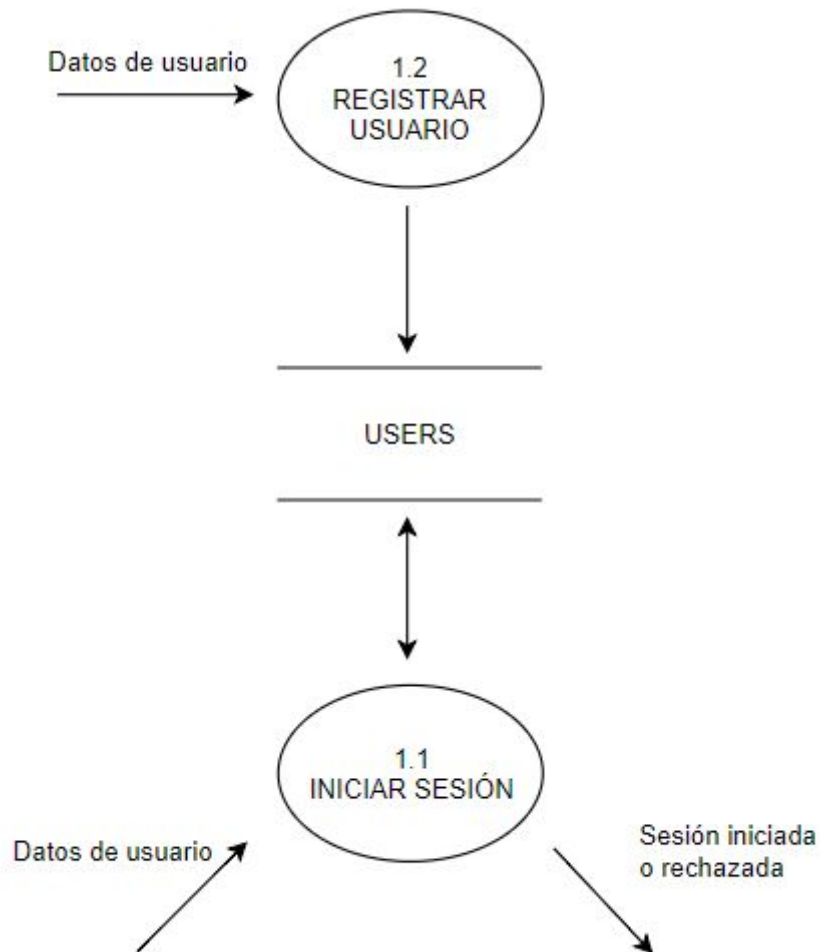 Datos de usuario
1.2
REGISTRAR
USUARIO
USERS
1.1
INICIAR SESIÓN
Datos de usuario
Sesión iniciada
o rechazada